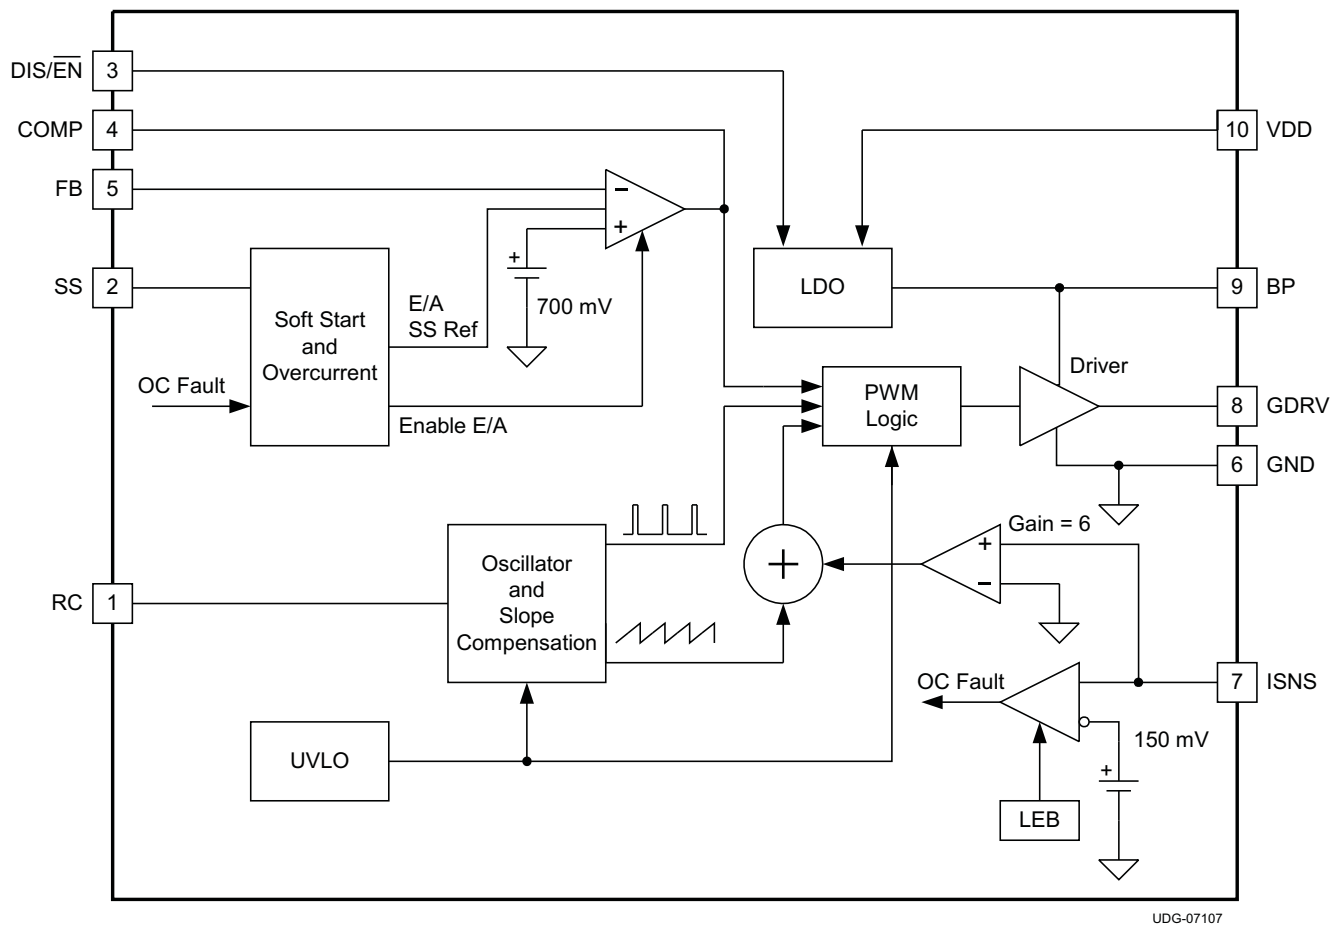 DIS/EN
3
COMP
4
FB
5
SS
2
RC
1
10
VDD
9
BP
8
GDRV
6
GND
7
ISNS
−
+
+
700 mV
Soft Start
and
Overcurrent
OC Fault
E/A
SS Ref
Enable E/A
LDO
Driver
PWM
Logic
Oscillator
and
Slope
Compensation
+
Gain = 6
+
−
UVLO
OC Fault
150 mV
+
LEB
UDG-07107